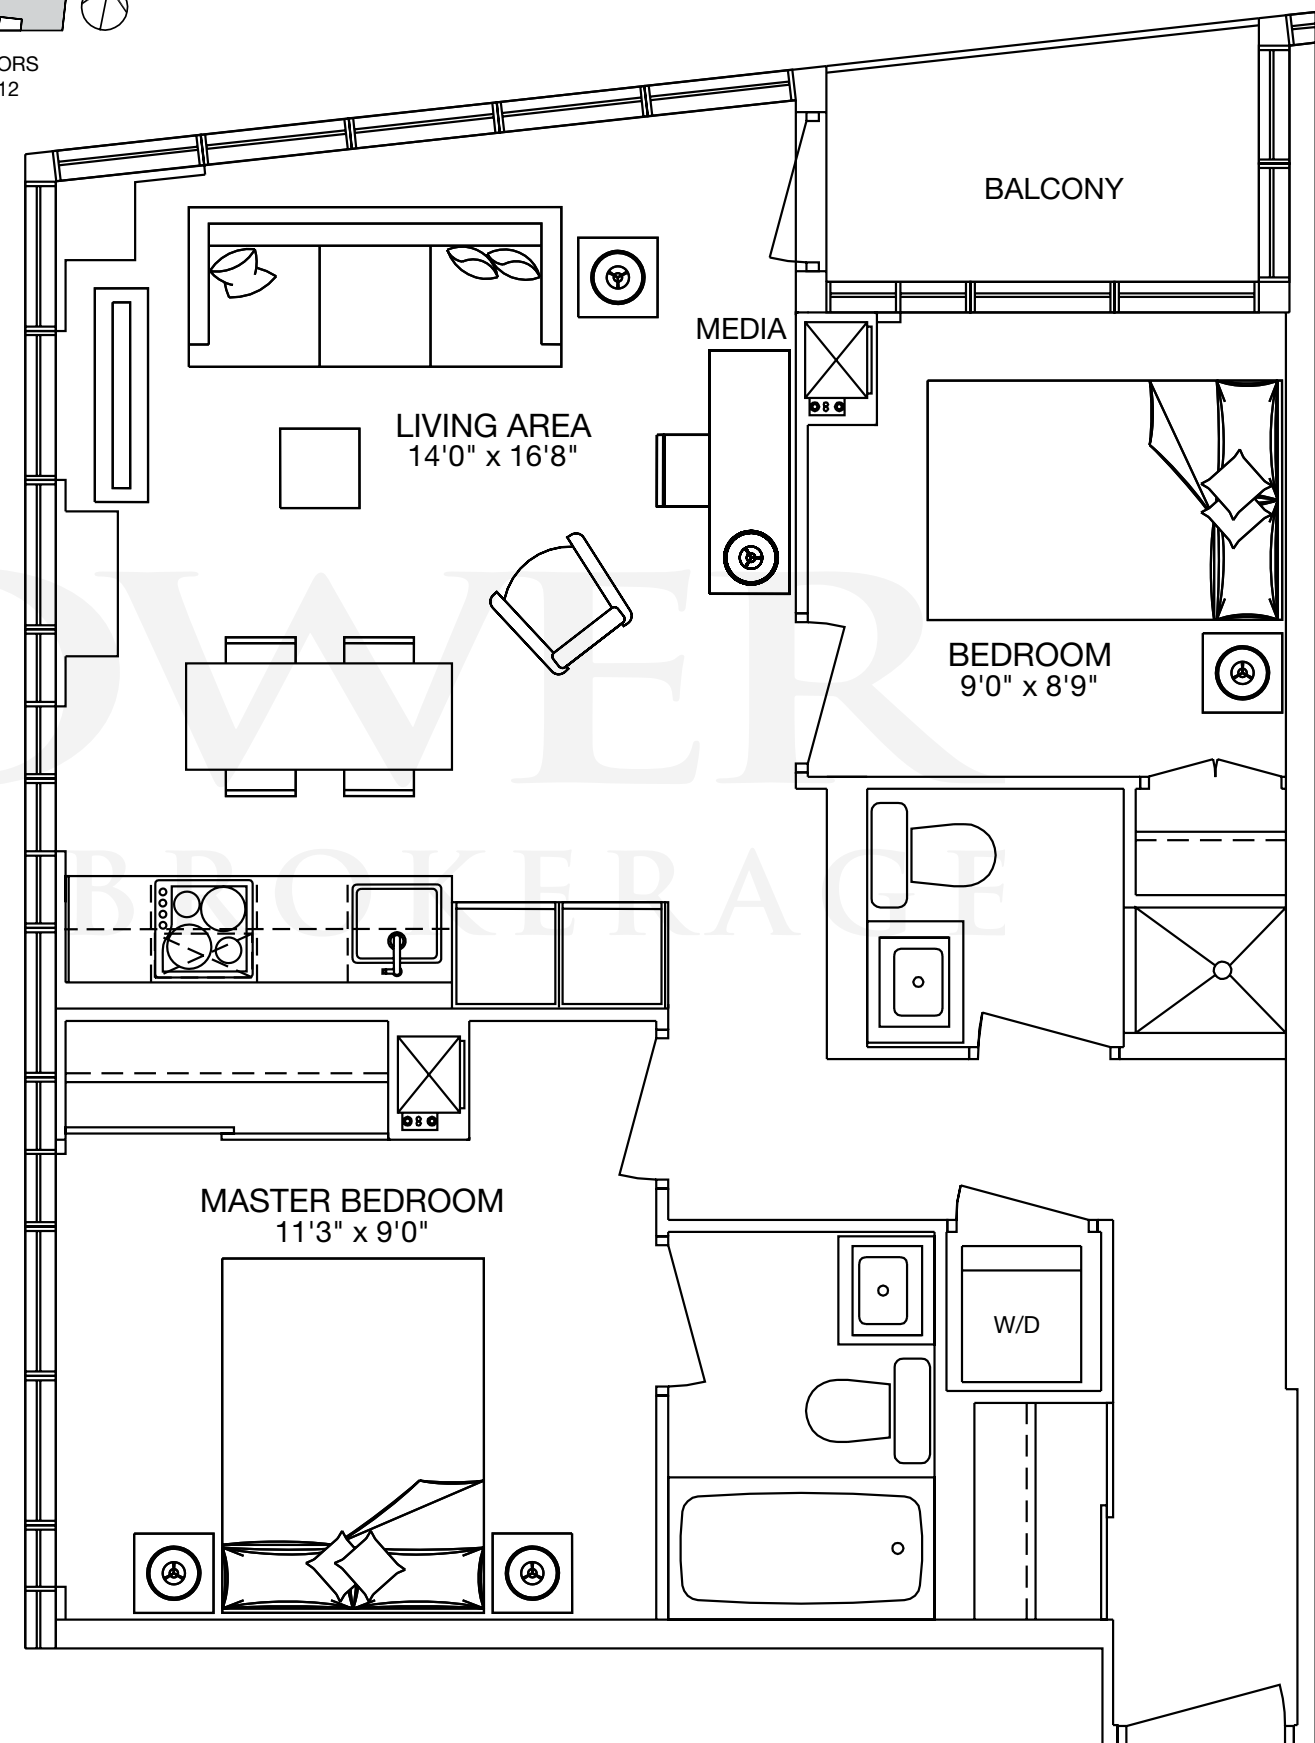 ORS
12
BALCONY
MEDIA
LIVING AREA
14'0" x 16'8"
BEDROOM
9'0" x 8'9"
OWER
BROKERAGE
MASTER BEDROOM
11'3" x 9'0"
W/D